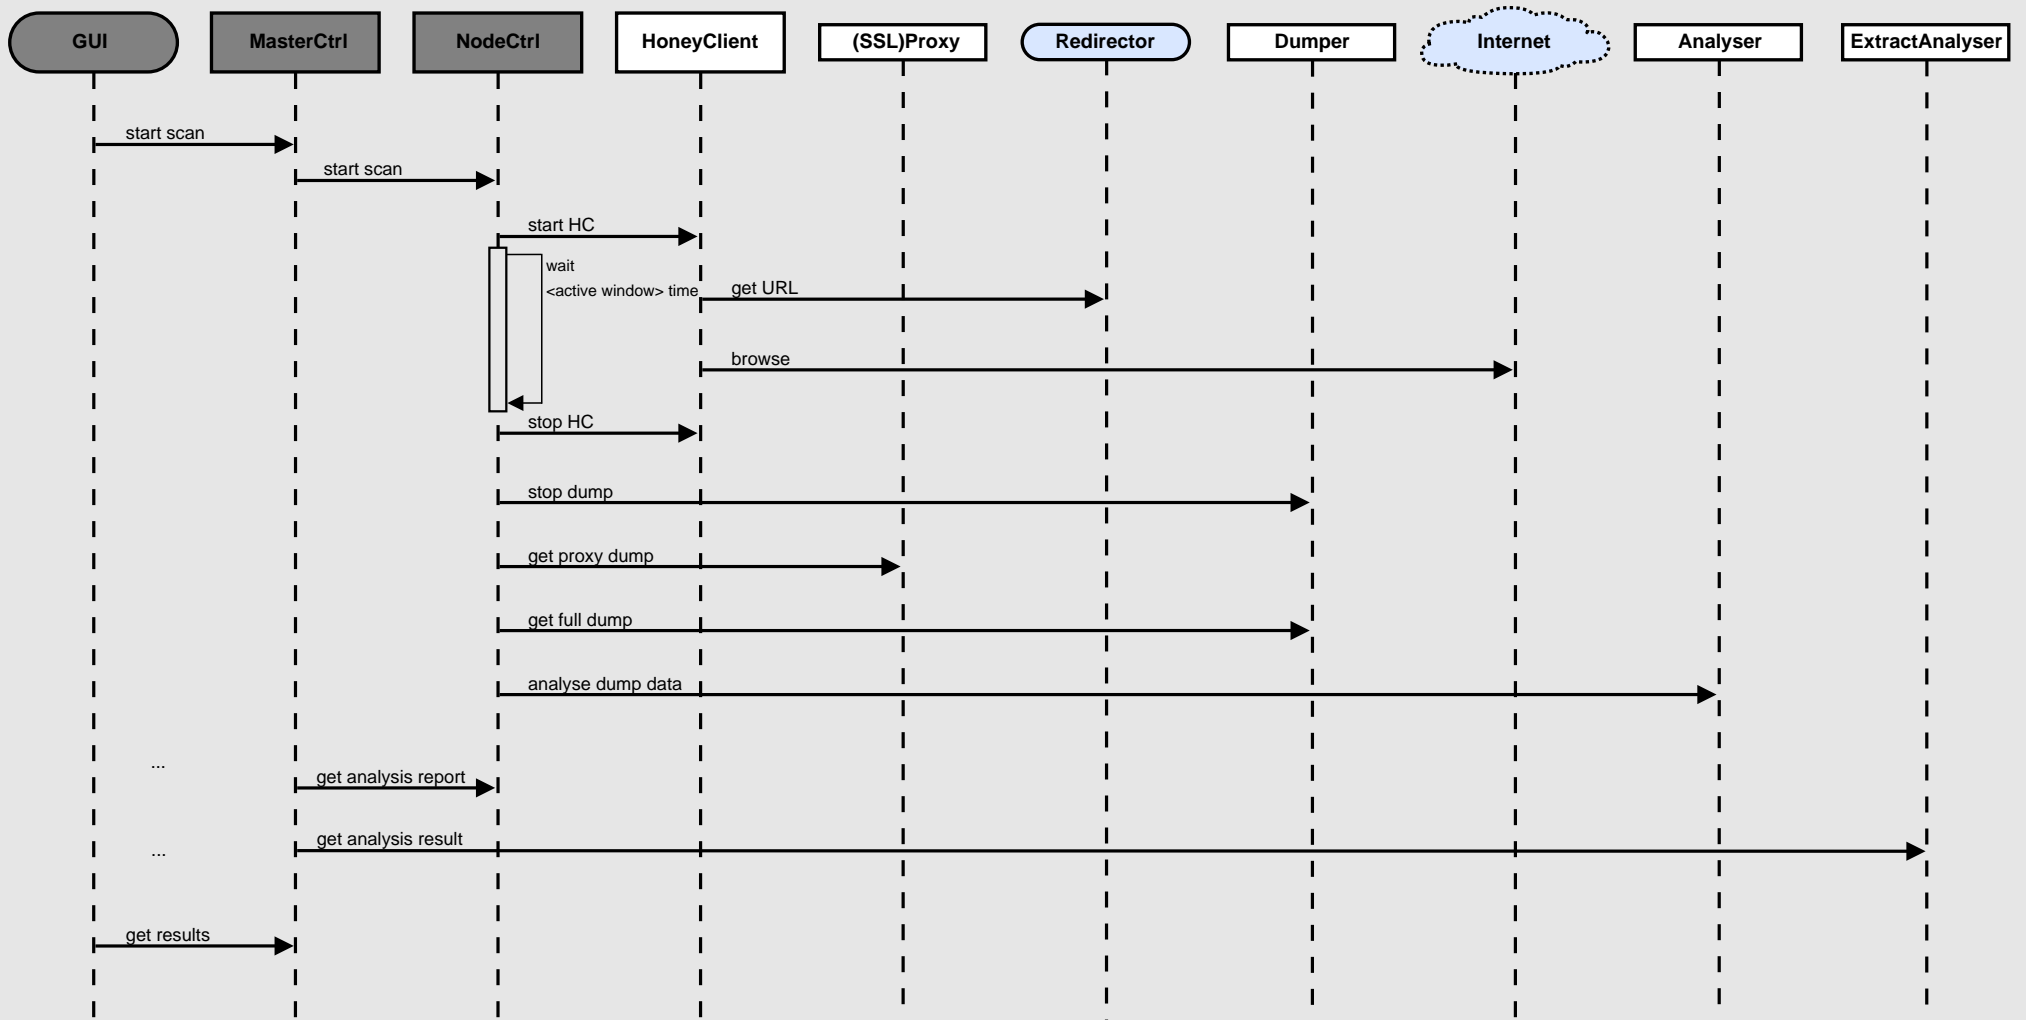 GUI
MasterCtrl
NodeCtrl
HoneyClient
(SSL)Proxy
Redirector
Dumper
Internet
Analyser
ExtractAnalyser
start scan
start scan
start HC
wait
<active window> time
get URL
browse
stop HC
stop dump
get proxy dump
get full dump
analyse dump data
...
get analysis report
get analysis result
...
get results